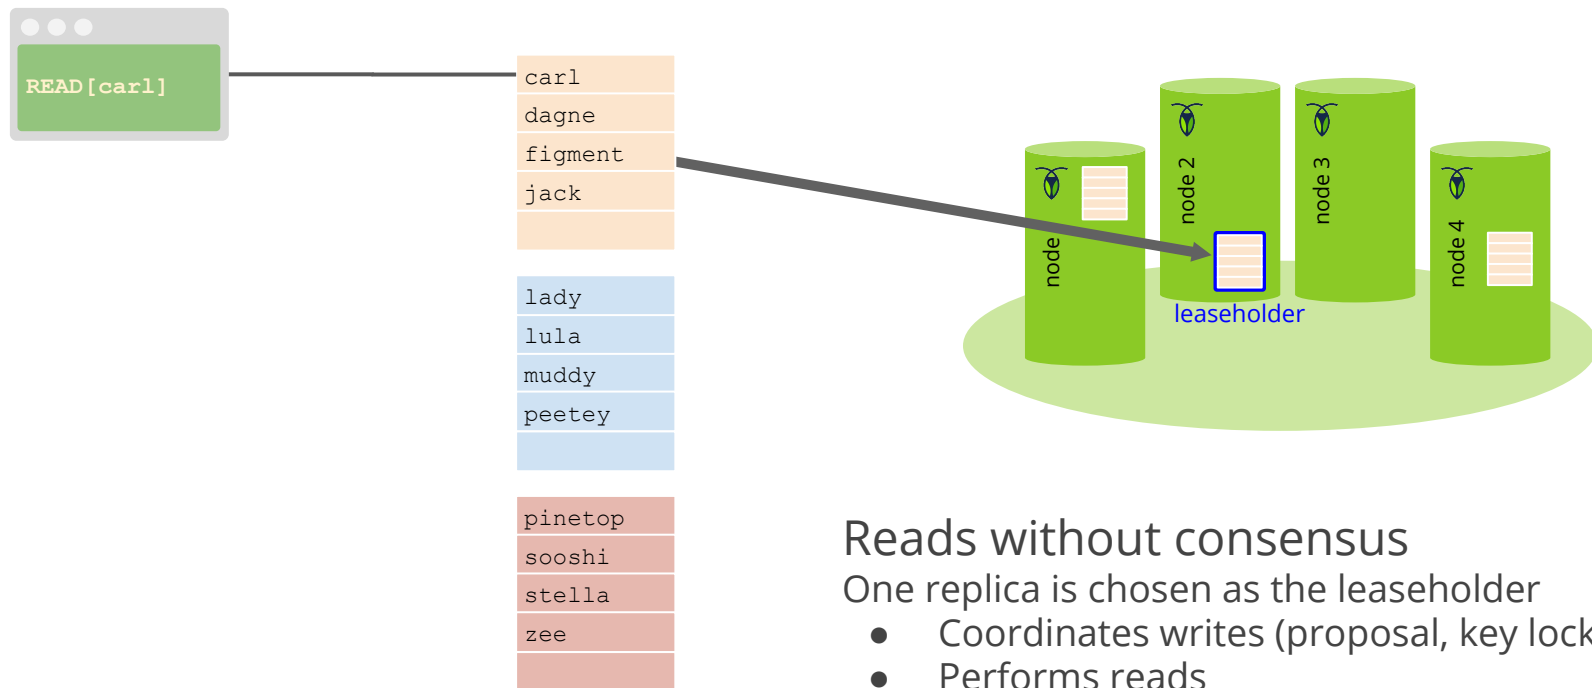 READ[carl]
carl
dagne
figment
jack
lady
lula
muddy
peetey
pinetop
sooshi
stella
zee
node
node 2
node 3
node 4
leaseholder
Reads without consensus
One replica is chosen as the leaseholder
● Coordinates writes (proposal, key lock
● Performs reads